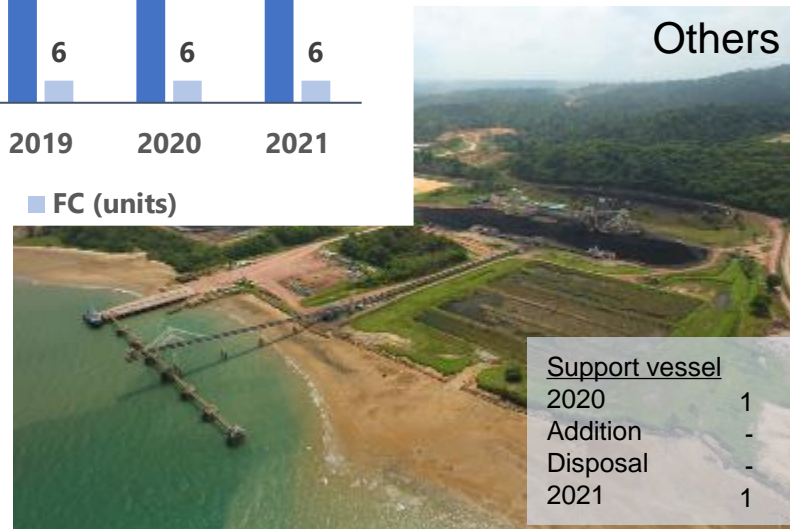 Others
6 6 6
2019 2020 2021
FC (units)
Support vessel
2020 1
Addition -
Disposal -
2021 1